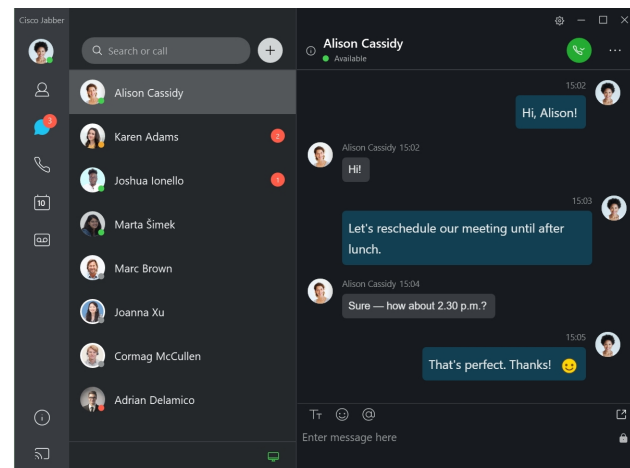 Cisco Jabber
Search or call
3
10
Alison Cassidy
Karen Adams
2
Joshua Ionello
1
Marta Šimek
Marc Brown
Joanna Xu
Cormag McCullen
Adrian Delamico
Alison Cassidy
Available
15:02
Hi, Alison!
Alison Cassidy 15:02
Hi!
15:03
Let's reschedule our meeting until after
lunch.
Alison Cassidy 15:04
Sure — how about 2.30 p.m.?
15:05
That's perfect. Thanks! 😉
Enter message here